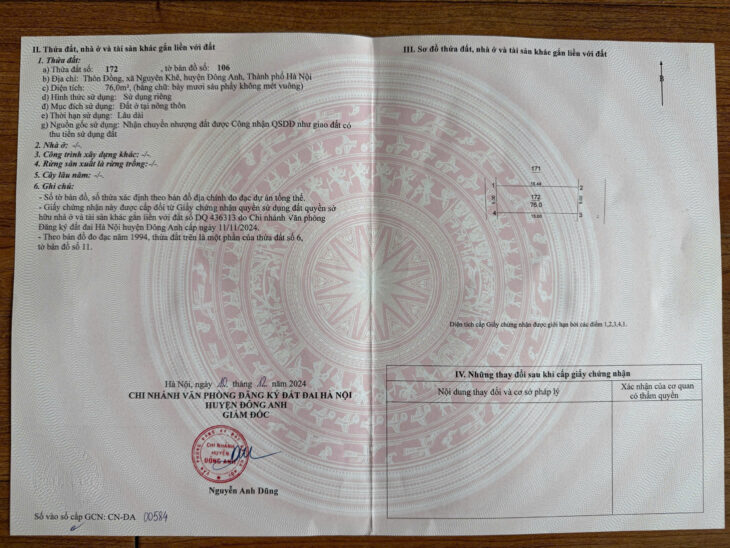 II. Thửa đất, nhà ở và tài sản khác gắn liền với đất
1. Thửa đất:
a) Thửa đất số: 172 , tờ bản đồ số: 106
b) Địa chỉ: Thôn Đồng, xã Nguyên Khê, huyện Đông Anh, Thành phố Hà Nội
c) Diện tích: 76,0m², (bằng chữ: bảy mươi sáu phẩy không mét vuông)
d) Hình thức sử dụng: Sử dụng riêng
đ) Mục đích sử dụng: Đất ở tại nông thôn
e) Thời hạn sử dụng: Lâu dài
g) Nguồn gốc sử dụng: Nhận chuyển nhượng đất được Công nhận QSDĐ như giao đất có
thu tiền sử dụng đất
2. Nhà ở: -/-
3. Công trình xây dựng khác: -/-
4. Rừng sản xuất là rừng trồng: -/-
5. Cây lâu năm: -/-
6. Ghi chú:
- Số tờ bản đồ, số thửa xác định theo bản đồ địa chính đo đạc dự án tổng thể.
- Giấy chứng nhận này được cấp đổi từ Giấy chứng nhận quyền sử dụng đất quyền sở
hữu nhà ở và tài sản khác gắn liền với đất số DQ 436313 do Chi nhánh Văn phòng
Đăng ký đất đai Hà Nội huyện Đông Anh cấp ngày 11/11/2024.
- Theo bản đồ đo đạc năm 1994, thửa đất trên là một phần của thửa đất số 6,
tờ bản đồ số 11.
Hà Nội, ngày 10 tháng 12 năm 2024
CHI NHÁNH VĂN PHÒNG ĐĂNG KÝ ĐẤT ĐAI HÀ NỘI
HUYỆN ĐÔNG ANH
GIÁM ĐỐC
CHI NHÁNH
HUYỆN
ĐÔNG ANH
Nguyễn Anh Dũng
Số vào sổ cấp GCN: CN-ĐA 00584
III. Sơ đồ thửa đất, nhà ở và tài sản khác gắn liền với đất
B
171
1
2
172
76.0
4
3
Diện tích cấp Giấy chứng nhận được giới hạn bởi các điểm 1,2,3,4,1.
IV. Những thay đổi sau khi cấp giấy chứng nhận
Nội dung thay đổi và cơ sở pháp lý
Xác nhận của cơ quan
có thẩm quyền